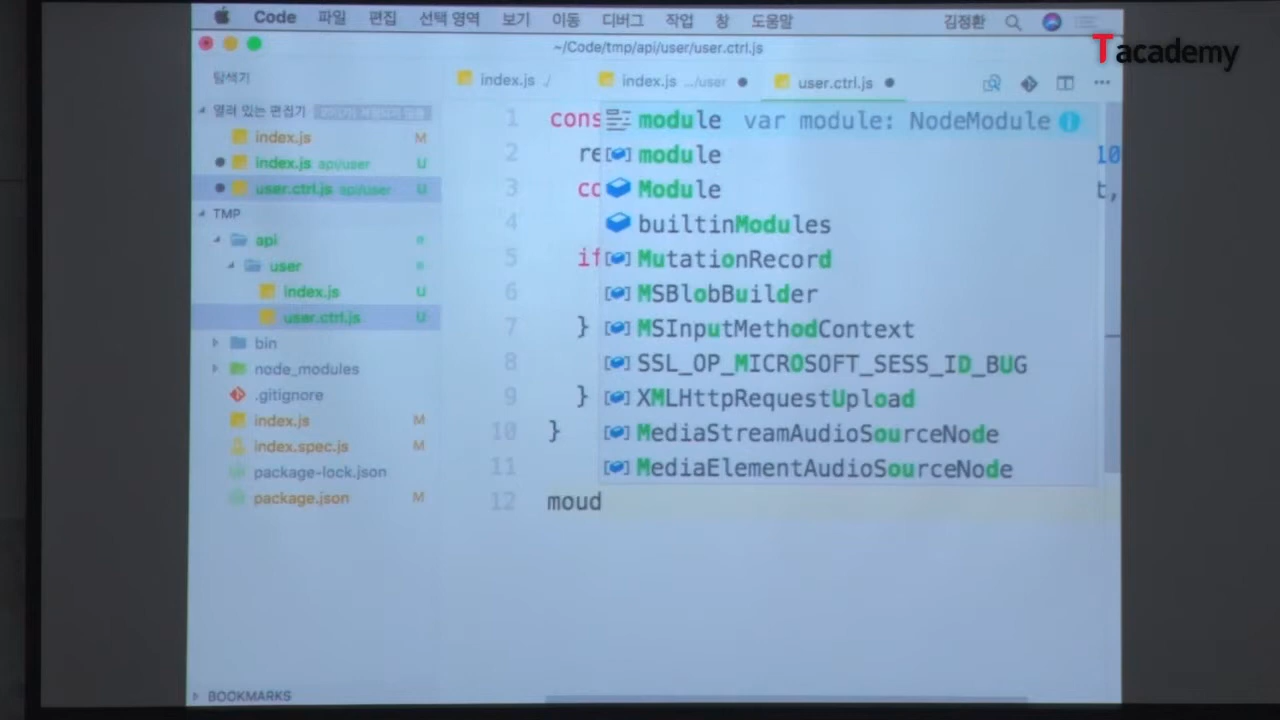 Code 파일 편집 선택 영역 보기 이동 디버그 작업 창 도움말 김정환
~/Code/tmp/api/user/user.ctrl.js
Tacademy
탐색기
index.js ./
index.js .../user
user.ctrl.js
열려 있는 편집기
index.js M
index.js api/user U
user.ctrl.js api/user U
TMP
api
user
index.js U
user.ctrl.js U
bin
node_modules
.gitignore
index.js M
index.spec.js M
package-lock.json
package.json M
BOOKMARKS
1 cons
2 re 10
3 co t,
4
5 if
6
7 }
8
9 }
10 }
11
12 moud
module var module: NodeModule
module
Module
builtinModules
MutationRecord
MSBlobBuilder
MSInputMethodContext
SSL_OP_MICROSOFT_SESS_ID_BUG
XMLHttpRequestUpload
MediaStreamAudioSourceNode
MediaElementAudioSourceNode